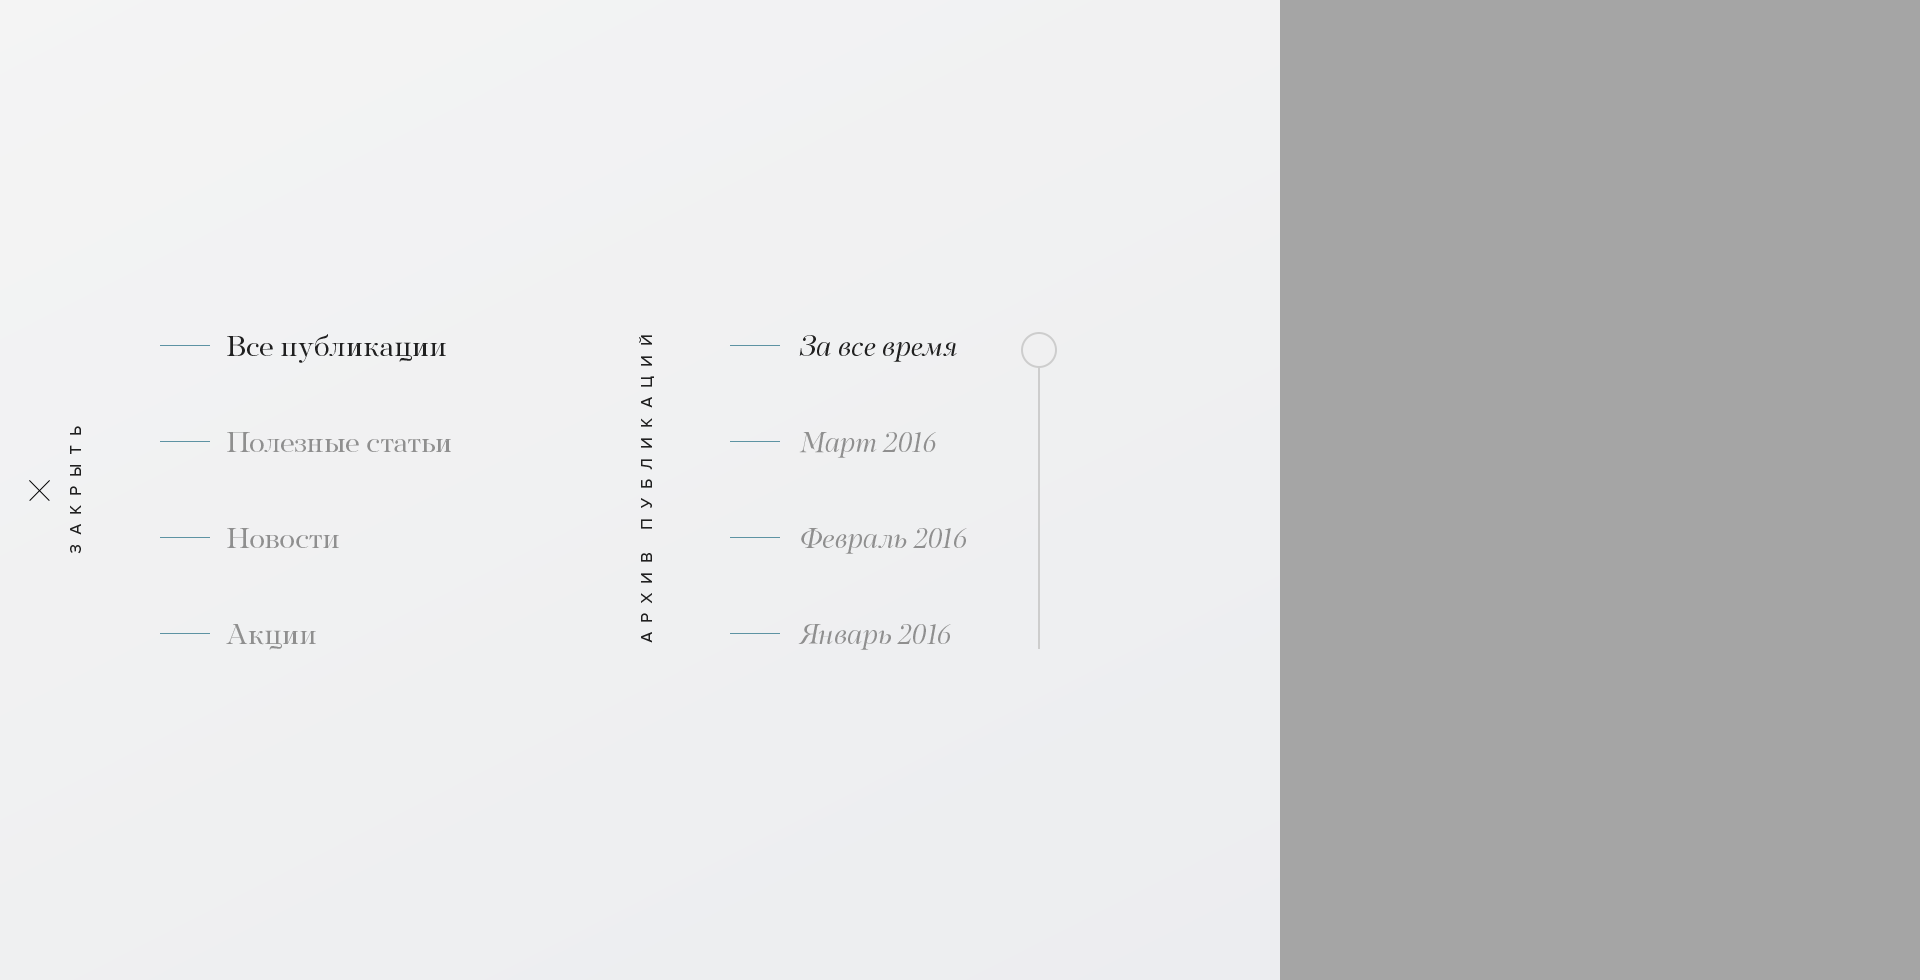 ЗАКРЫТЬ
Все публикации
Полезные статьи
Новости
Акции
АРХИВ ПУБЛИКАЦИЙ
За все время
Март 2016
Февраль 2016
Январь 2016